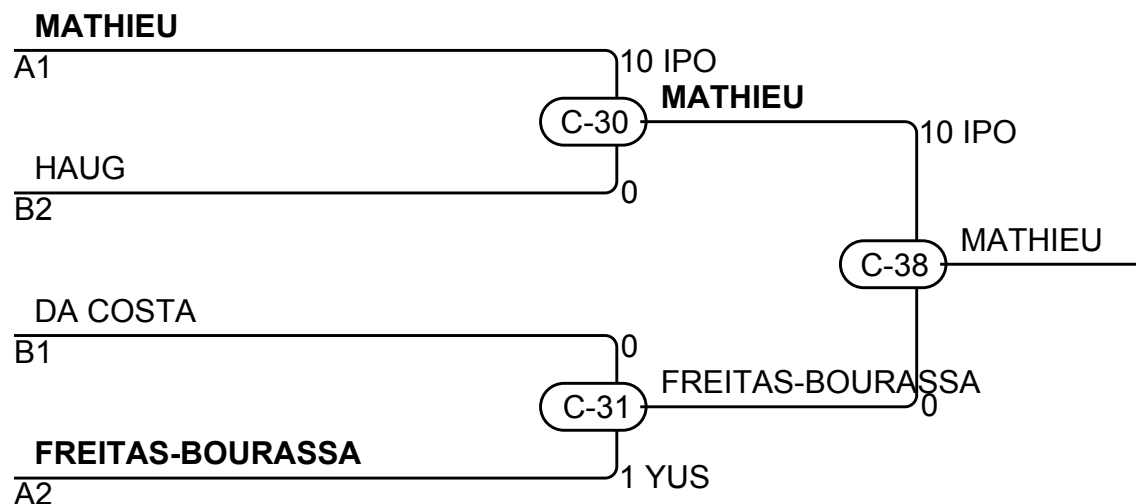 MATHIEU
A1
10 IPO
MATHIEU
C-30
10 IPO
HAUG
B2
0
MATHIEU
C-38
DA COSTA
B1
0
FREITAS-BOURASSA
C-31
0
FREITAS-BOURASSA
A2
1 YUS